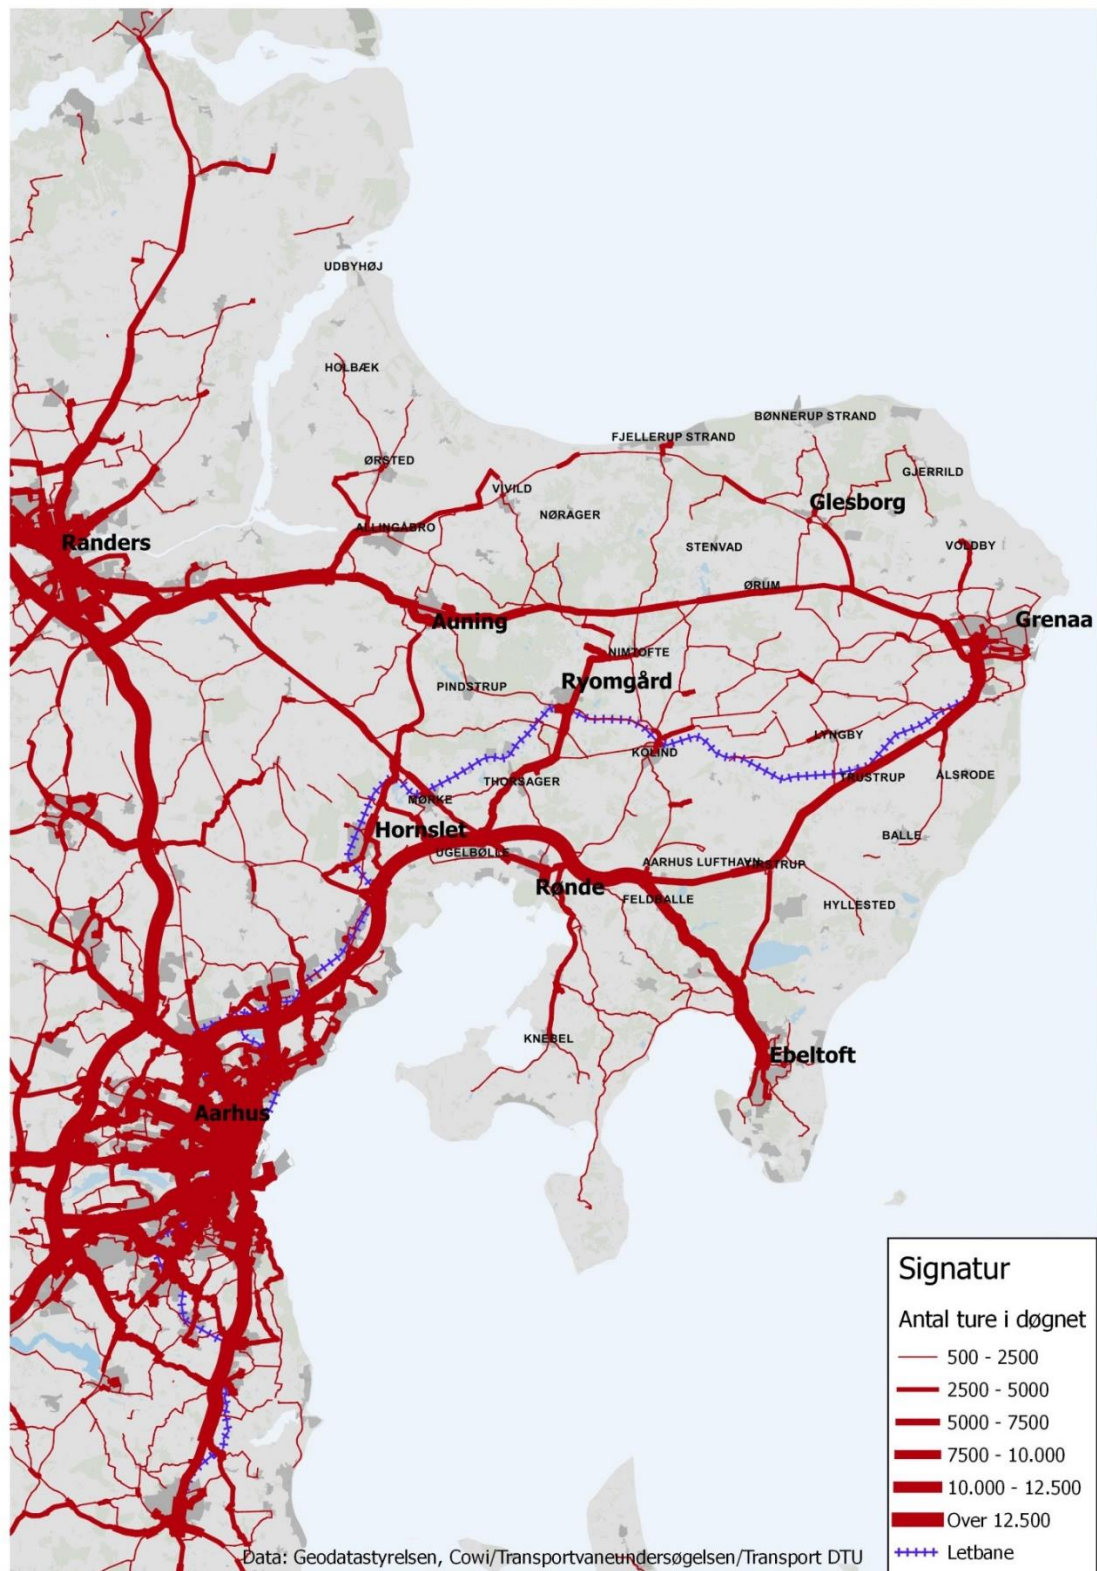 UDBYHØJ
HOLBÆK
BØNNERUP STRAND
FJELLERUP STRAND
ØRSTED
GJERRILD
VIVILD
Glesborg
NØRAGER
ALLINGÅBRO
Randers
STENVAD
VOLDBY
ØRUM
Auning
Grenaa
NIMTOFTE
PINDSTRUP
Ryomgård
LYNGBY
KOLIND
THORSAGER
TRUSTRUP
ÅLSRODE
MØRKE
Hornslet
BALLE
UGELBØLLE
AARHUS LUFTHAVN
TIRSTRUP
Rønde
FELDBALLE
HYLLESTED
KNEBEL
Ebeltoft
Aarhus
Signatur
Antal ture i døgnet
500 - 2500
2500 - 5000
5000 - 7500
7500 - 10.000
10.000 - 12.500
Over 12.500
Letbane
Data: Geodatastyrelsen, Cowi/Transportvaneundersøgelsen/Transport DTU